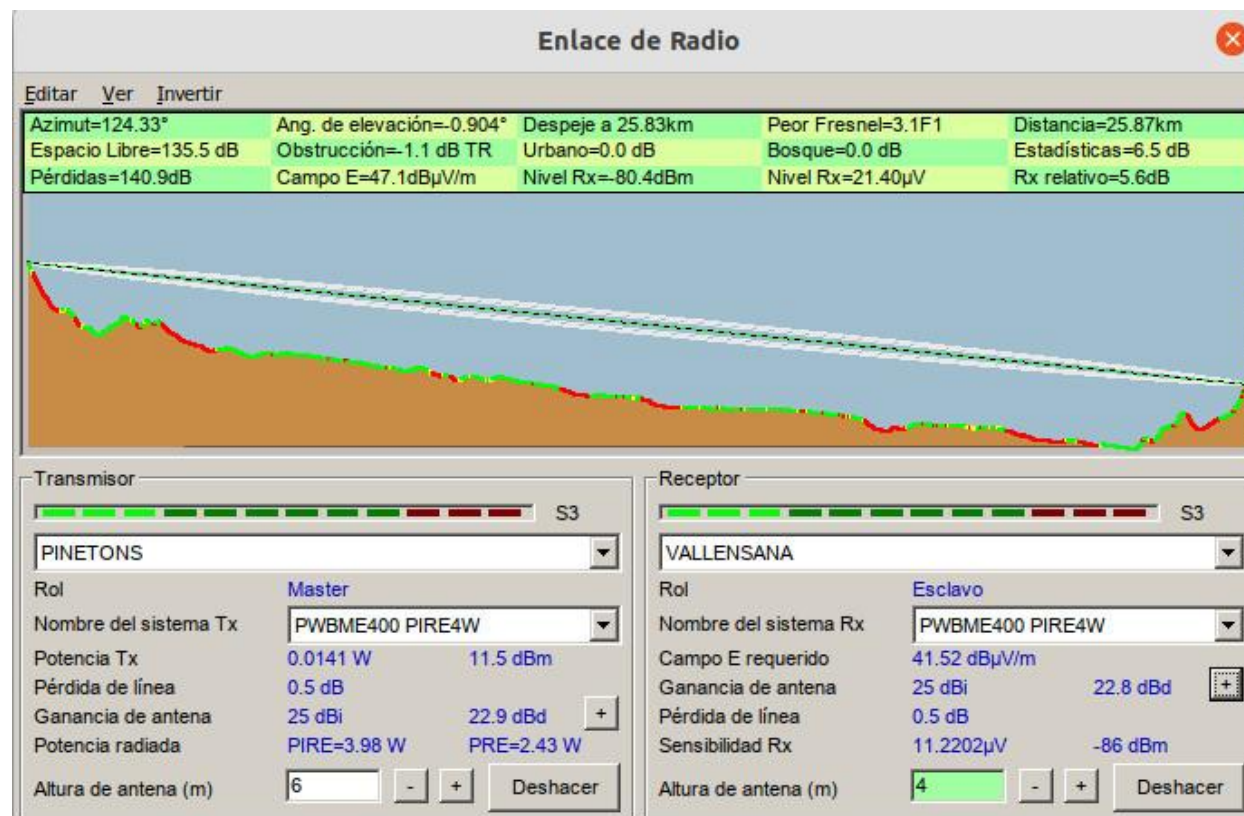 Enlace de Radio
Editar Ver Invertir
Azimut=124.33° Ang. de elevación=-0.904° Despeje a 25.83km Peor Fresnel=3.1F1 Distancia=25.87km
Espacio Libre=135.5 dB Obstrucción=-1.1 dB TR Urbano=0.0 dB Bosque=0.0 dB Estadísticas=6.5 dB
Pérdidas=140.9dB Campo E=47.1dBµV/m Nivel Rx=-80.4dBm Nivel Rx=21.40µV Rx relativo=5.6dB
Transmisor
S3
PINETONS
Rol Master
Nombre del sistema Tx PWBME400 PIRE4W
Potencia Tx 0.0141 W 11.5 dBm
Pérdida de línea 0.5 dB
Ganancia de antena 25 dBi 22.9 dBd +
Potencia radiada PIRE=3.98 W PRE=2.43 W
Altura de antena (m) 6 - + Deshacer
Receptor
S3
VALLENSANA
Rol Esclavo
Nombre del sistema Rx PWBME400 PIRE4W
Campo E requerido 41.52 dBµV/m
Ganancia de antena 25 dBi 22.8 dBd +
Pérdida de línea 0.5 dB
Sensibilidad Rx 11.2202µV -86 dBm
Altura de antena (m) 4 - + Deshacer